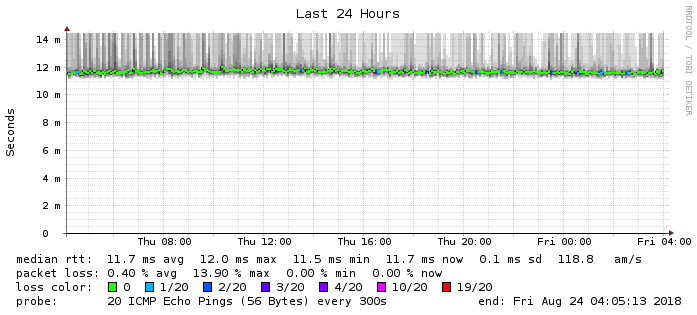 Last 24 Hours
RRDTOOL / TOBI OETIKER
Seconds
14 m
12 m
10 m
8 m
6 m
4 m
2 m
0
Thu 08:00 Thu 12:00 Thu 16:00 Thu 20:00 Fri 00:00 Fri 04:00
median rtt: 11.7 ms avg 12.0 ms max 11.5 ms min 11.7 ms now 0.1 ms sd 118.8 am/s
packet loss: 0.40 % avg 13.90 % max 0.00 % min 0.00 % now
loss color: 0 1/20 2/20 3/20 4/20 10/20 19/20
probe: 20 ICMP Echo Pings (56 Bytes) every 300s end: Fri Aug 24 04:05:13 2018